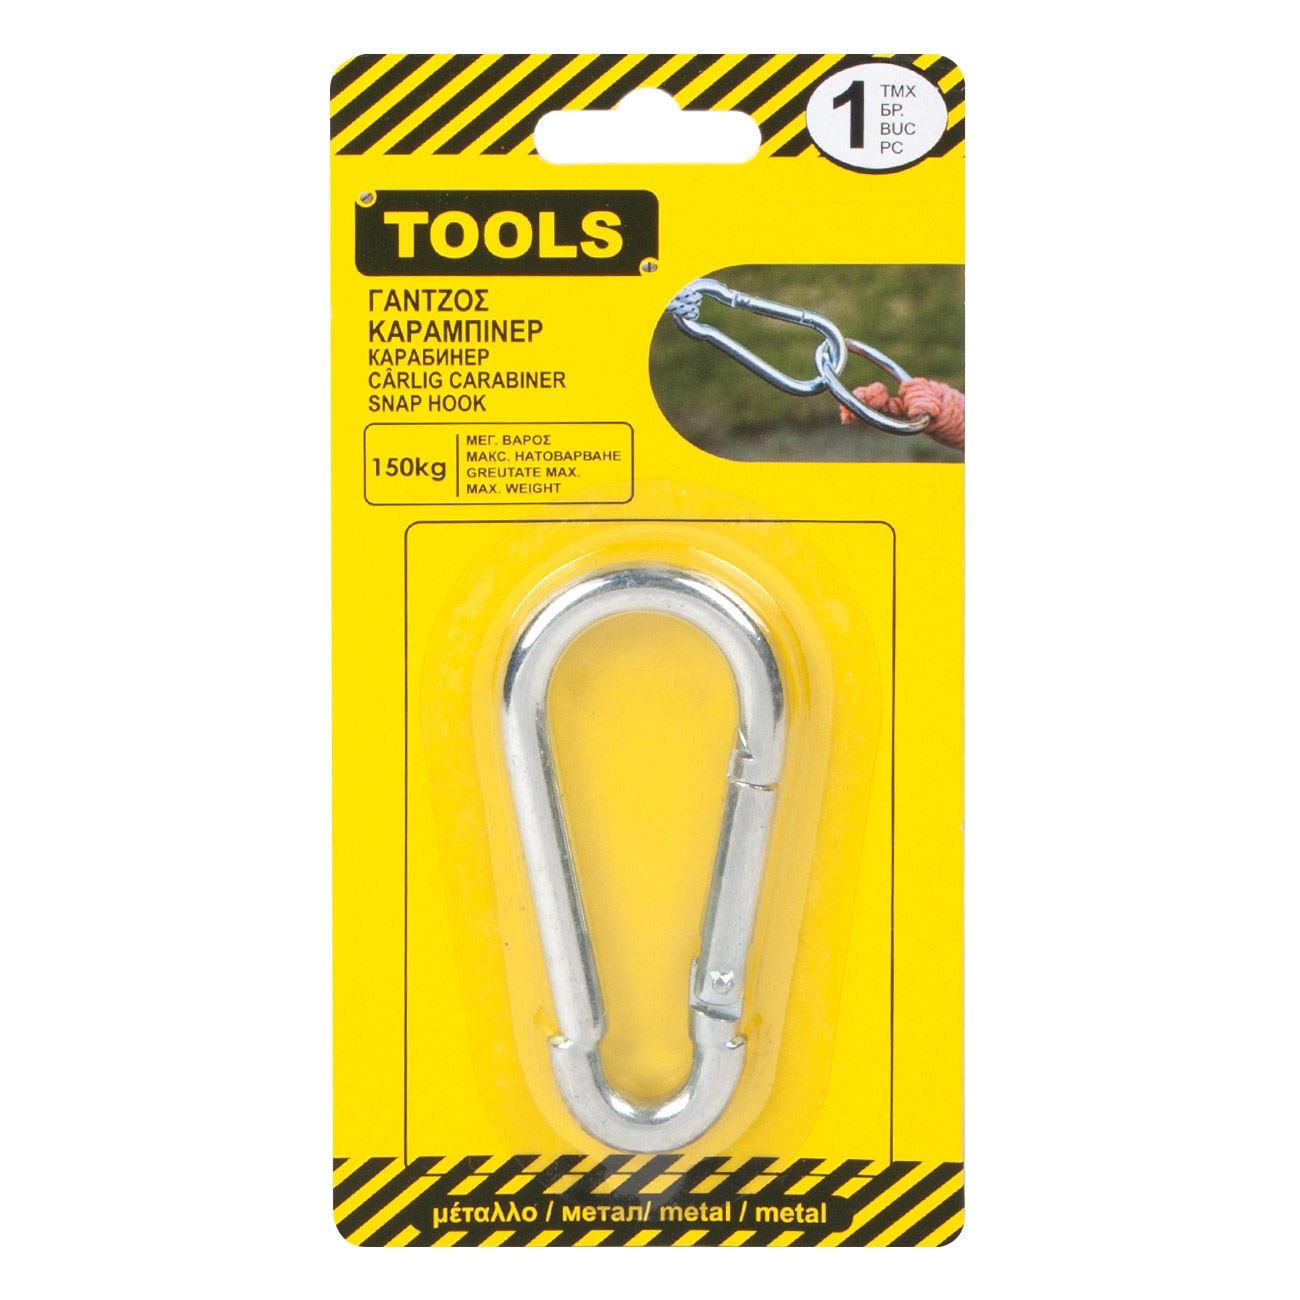 1
ΤΜΧ
БР.
BUC
PC
TOOLS
ΓΑΝΤΖΟΣ
ΚΑΡΑΜΠΙΝΕΡ
КАРАБИНЕР
CÂRLIG CARABINER
SNAP HOOK
150kg
ΜΕΓ. ΒΑΡΟΣ
МАКС. НАТОВАРВАНЕ
GREUTATE MAX.
MAX. WEIGHT
μέταλλο / метал/ metal / metal